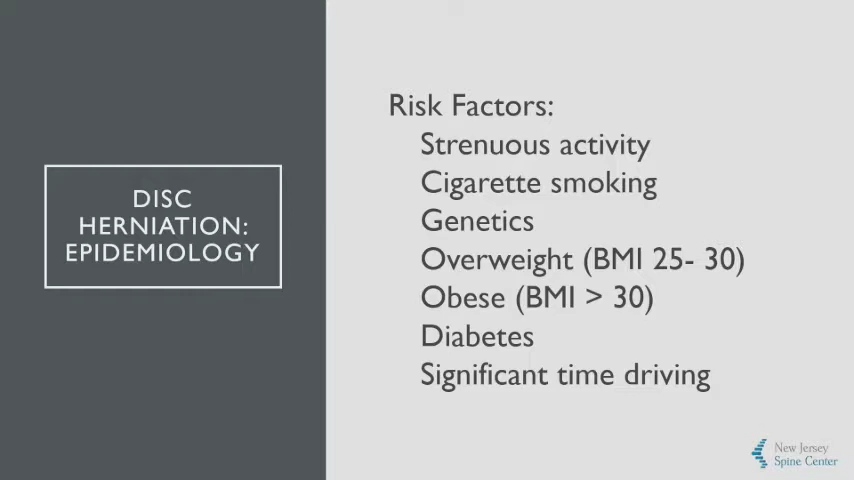 DISC
HERNIATION:
EPIDEMIOLOGY
Risk Factors:
Strenuous activity
Cigarette smoking
Genetics
Overweight (BMI 25- 30)
Obese (BMI > 30)
Diabetes
Significant time driving
New Jersey
Spine Center